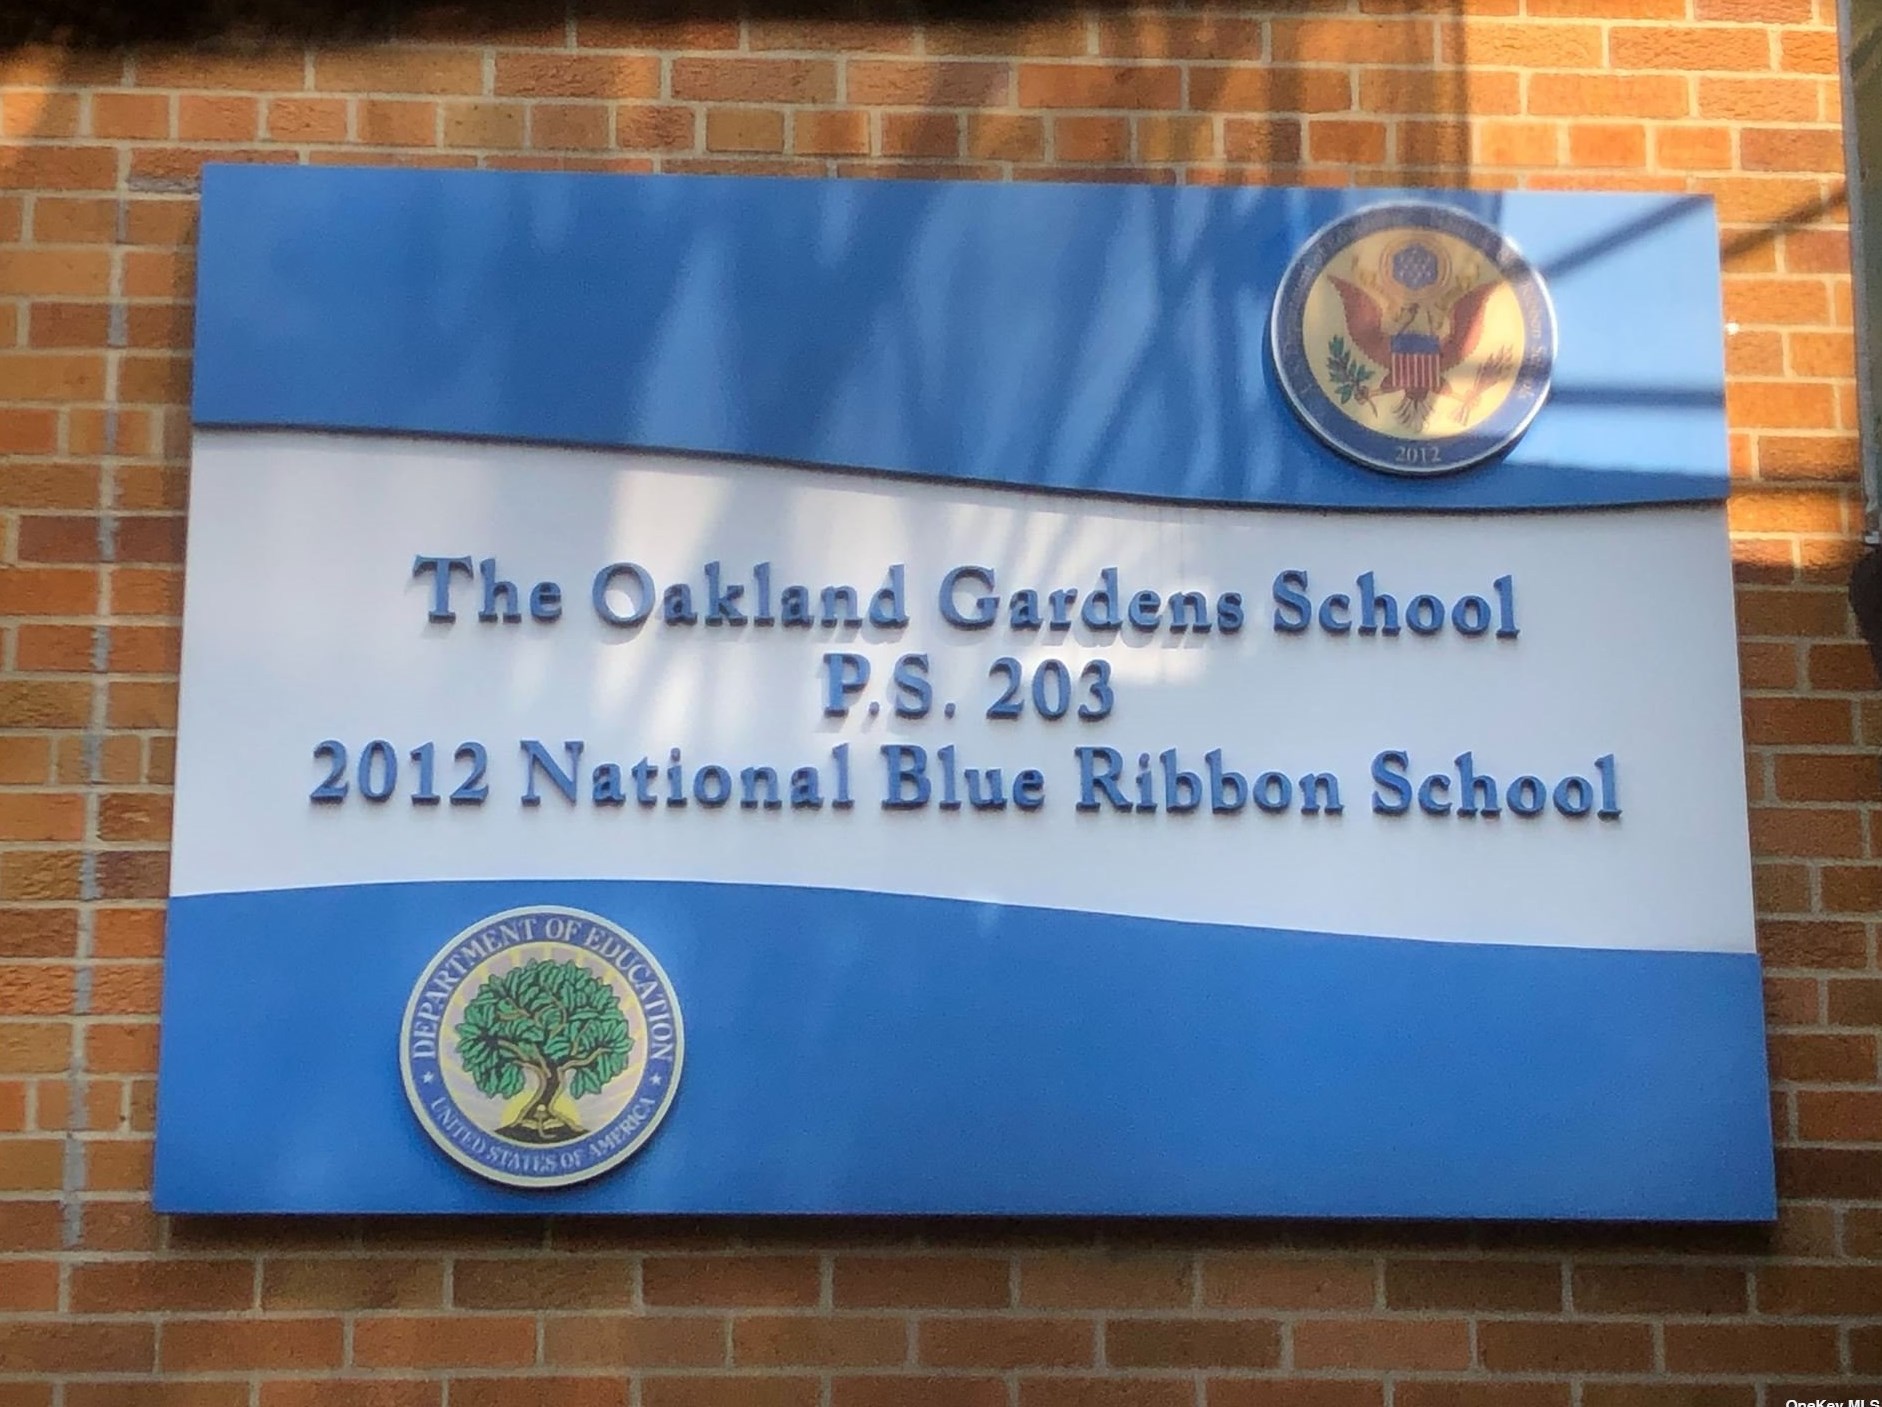 2012
The Oakland Gardens School
P.S. 203
2012 National Blue Ribbon School
DEPARTMENT OF EDUCATION
UNITED STATES OF AMERICA
OneKey MLS